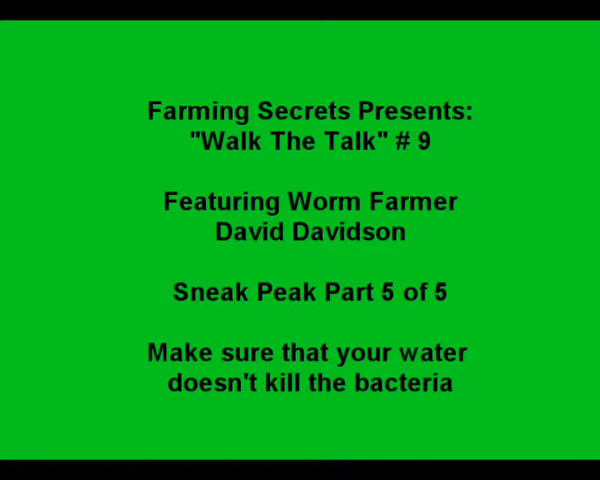 Farming Secrets Presents:
"Walk The Talk" # 9
Featuring Worm Farmer
David Davidson
Sneak Peak Part 5 of 5
Make sure that your water
doesn't kill the bacteria